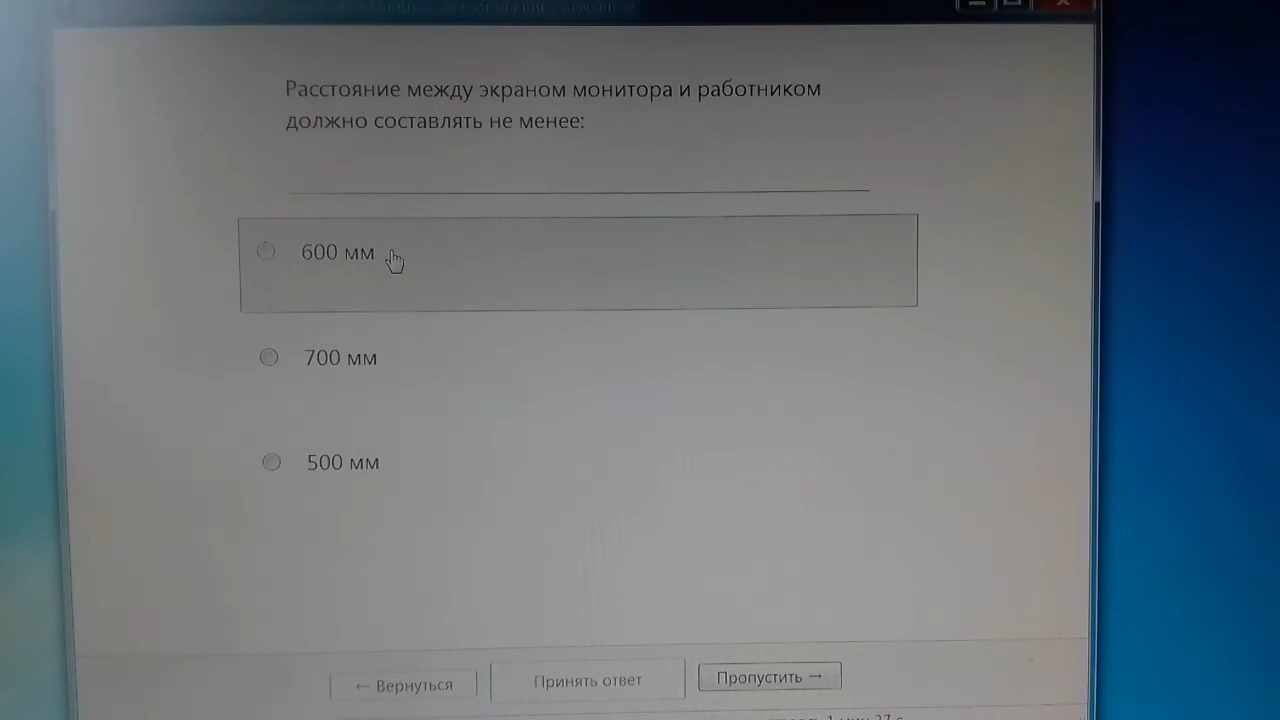 Расстояние между экраном монитора и работником
должно составлять не менее:
600 мм
700 мм
500 мм
← Вернуться
Принять ответ
Пропустить →